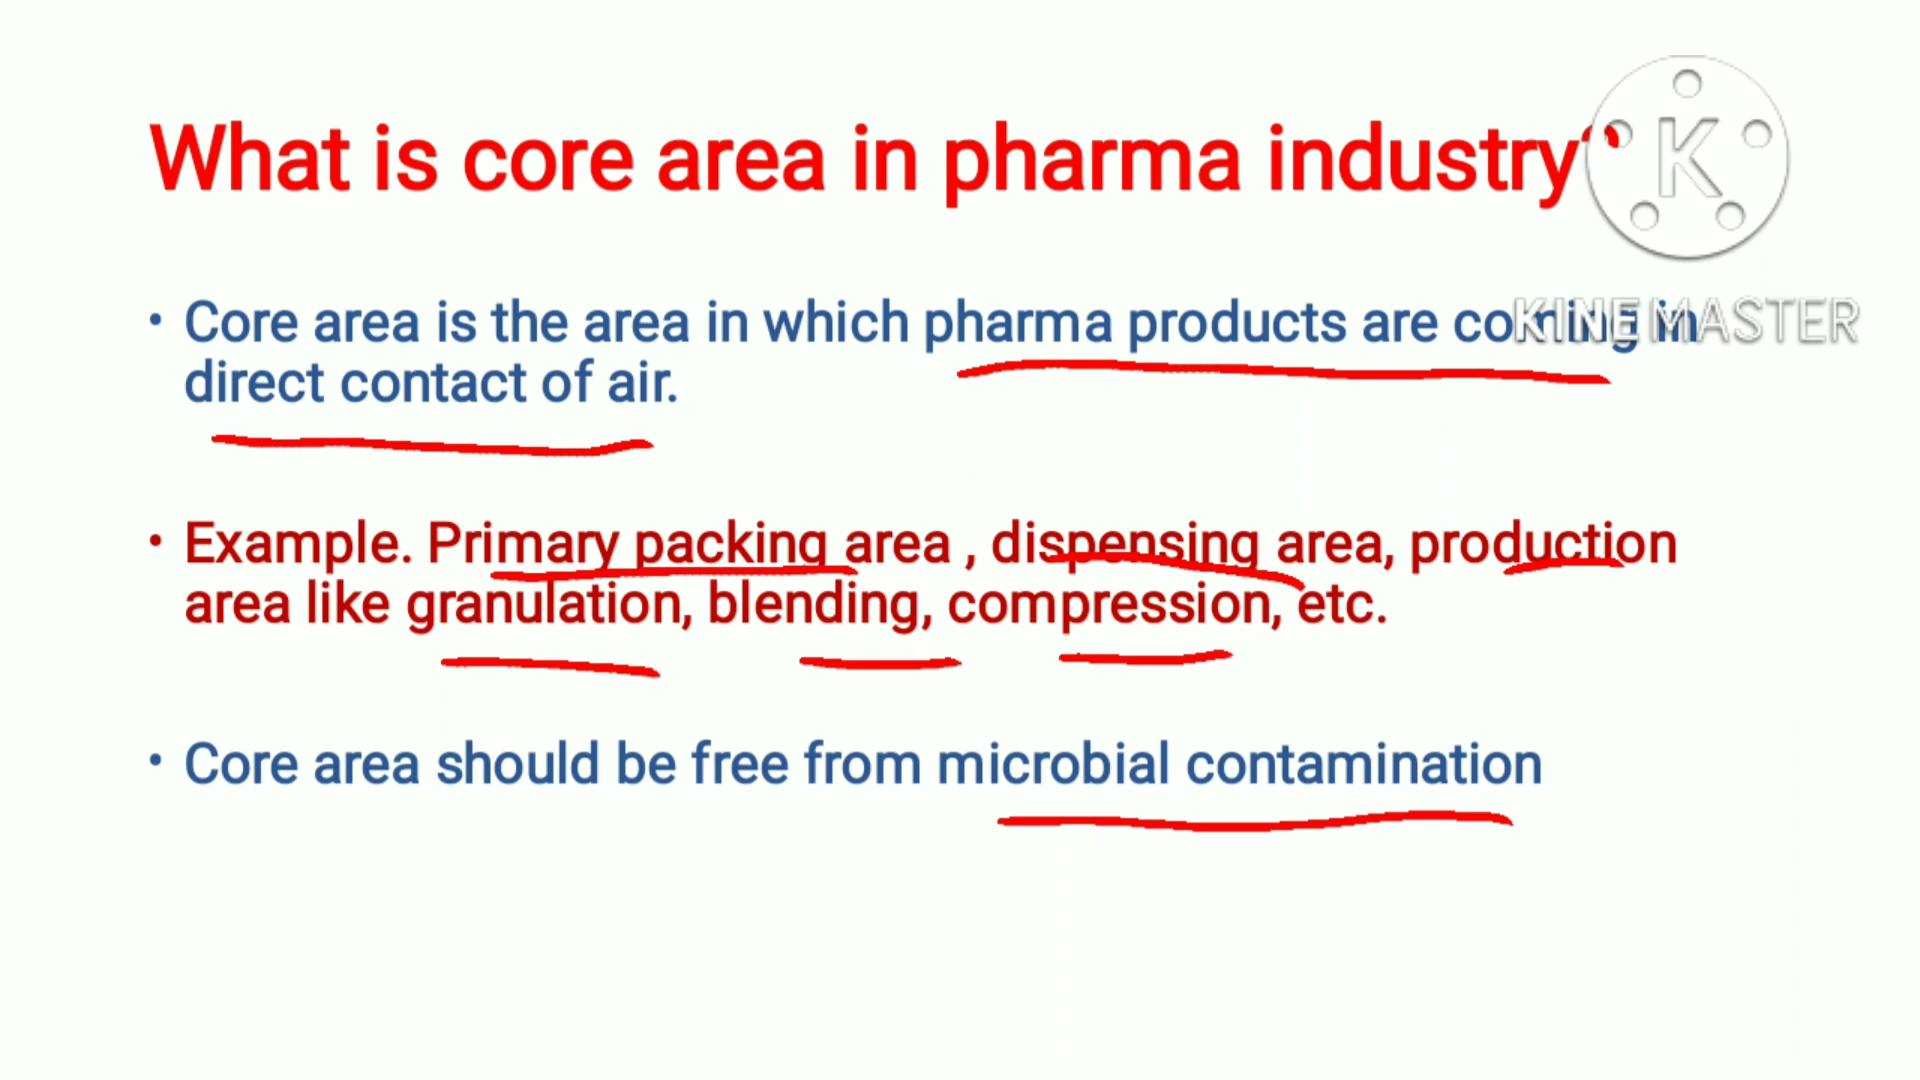 What is core area in pharma industry?
K
• Core area is the area in which pharma products are coming in
KINEMASTER
direct contact of air.
• Example. Primary packing area , dispensing area, production
area like granulation, blending, compression, etc.
• Core area should be free from microbial contamination